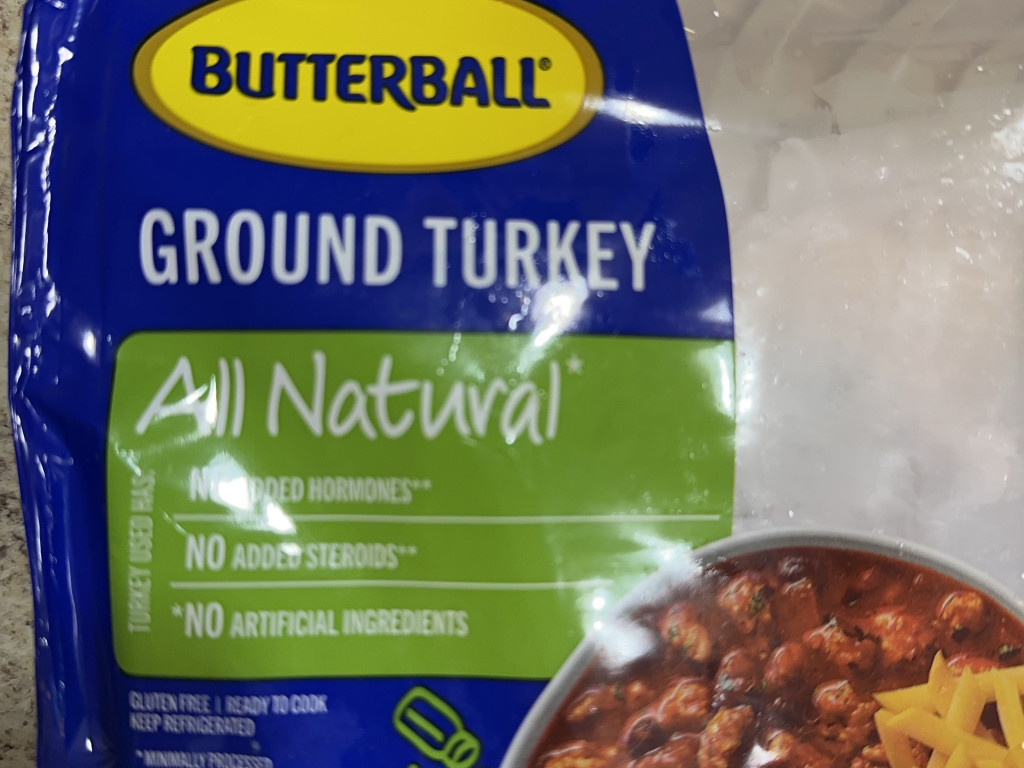 BUTTERBALL®
GROUND TURKEY
All Natural*
TURKEY USED HAS:
NO ADDED HORMONES**
NO ADDED STEROIDS**
*NO ARTIFICIAL INGREDIENTS
GLUTEN FREE | READY TO COOK
KEEP REFRIGERATED
*MINIMALLY PROCESSED